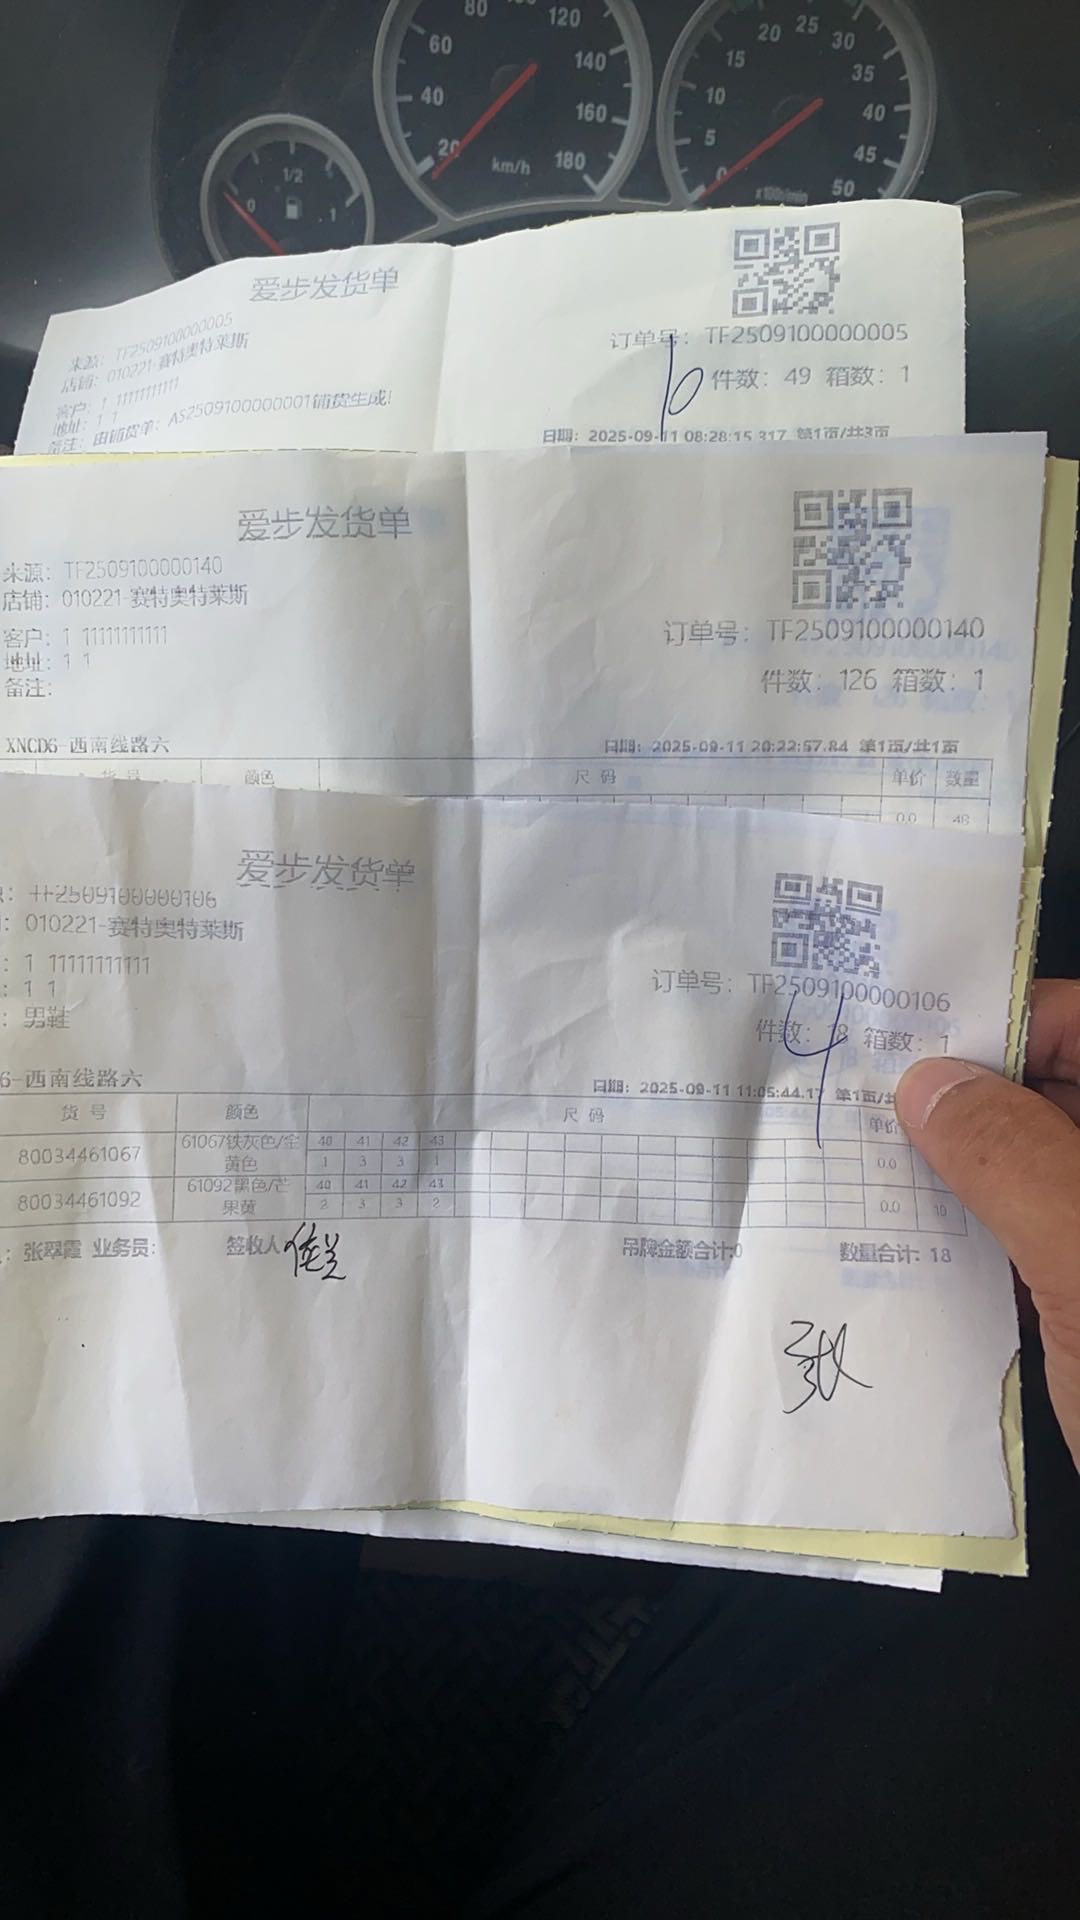 80 120
60 140
40 160
20 km/h 180
20 25 30
15 35
10 40
5 45
0 50
0 1/2 1
爱步发货单
来源: TF2509100000005
店铺: 010221-赛特奥特莱斯
客户: 1 11111111111
地址: 1 1
备注: 由铺货单: AS2509100000001铺货生成!
订单号: TF2509100000005
件数: 49 箱数: 1
日期: 2025-09-11 08:28:15.317 第1页/共3页
爱步发货单
来源: TF2509100000140
店铺: 010221-赛特奥特莱斯
客户: 1 11111111111
地址: 1 1
备注:
订单号: TF2509100000140
件数: 126 箱数: 1
XNCD6-西南线路六
日期: 2025-09-11 20:22:57.84 第1页/共1页
货 号 颜色 尺 码 单价 数量
0.0 48
爱步发货单
TF2509100000106
010221-赛特奥特莱斯
: 1 11111111111
: 1 1
: 男鞋
订单号: TF2509100000106
件数: 18 箱数: 1
4
6-西南线路六
日期: 2025-09-11 11:05:44.17 第1页/共
货 号 颜色 尺 码 单价
80034461067 61067铁灰色/尘黄色 40 41 42 43
1 3 3 1 0.0
80034461092 61092黑色/芒果黄 40 41 42 43
2 3 3 2 0.0 10
: 张翠霞 业务员: 签收人 吊牌金额合计:0 数量合计: 18
张